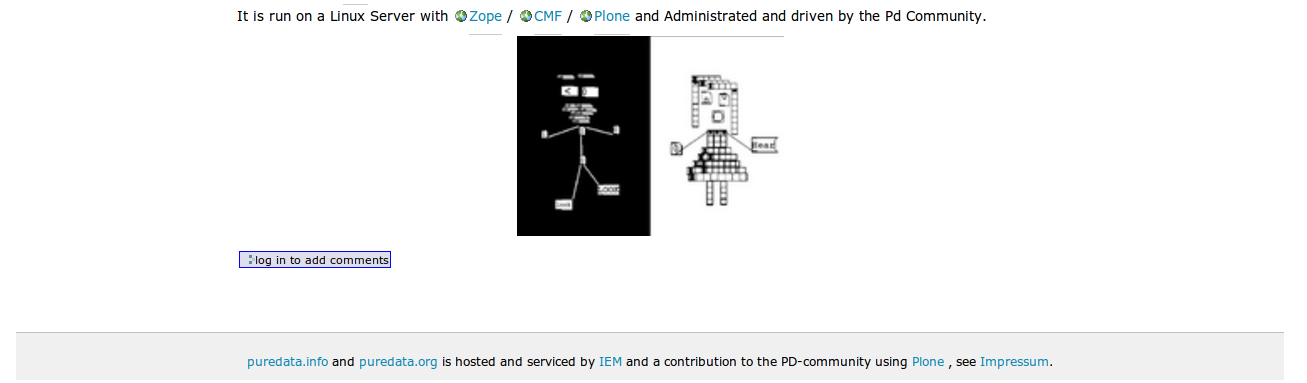 It is run on a Linux Server with Zope / CMF / Plone and Administrated and driven by the Pd Community.
log in to add comments
puredata.info and puredata.org is hosted and serviced by IEM and a contribution to the PD-community using Plone , see Impressum.